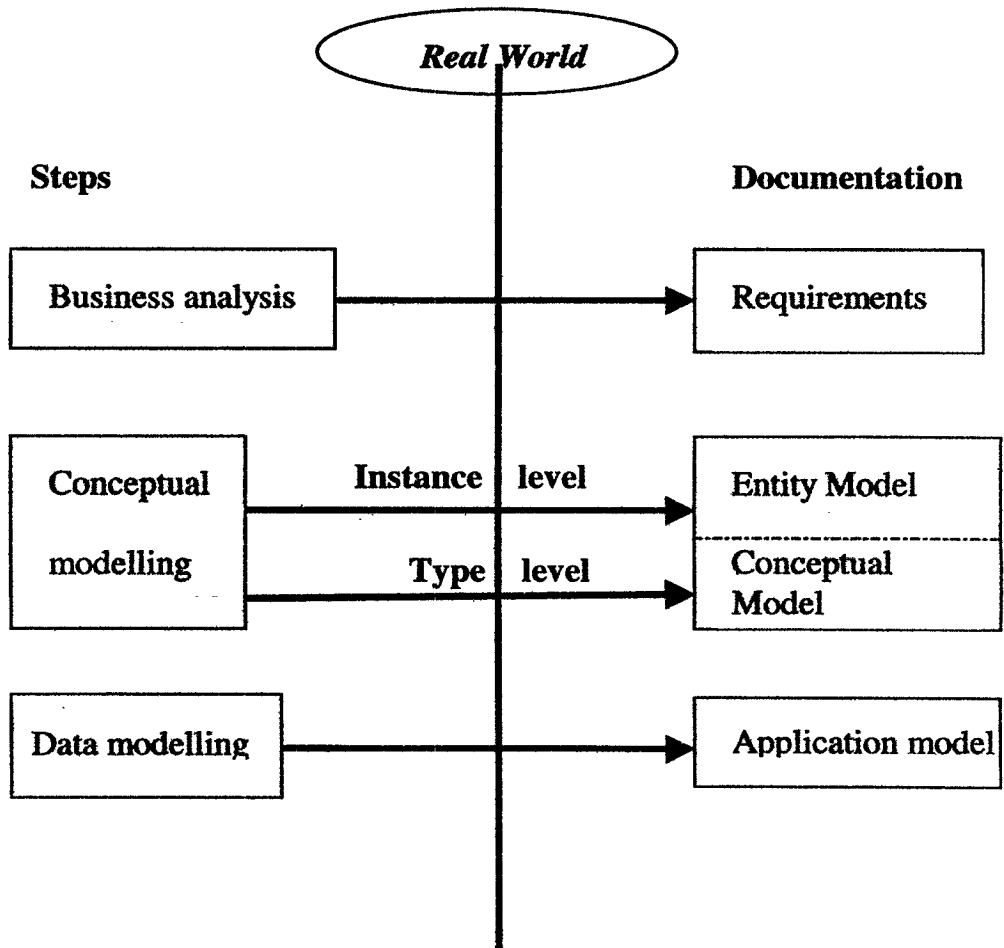 Real World
Steps
Documentation
Business analysis
Requirements
Conceptual
modelling
Instance level
Type level
Entity Model
Conceptual
Model
Data modelling
Application model